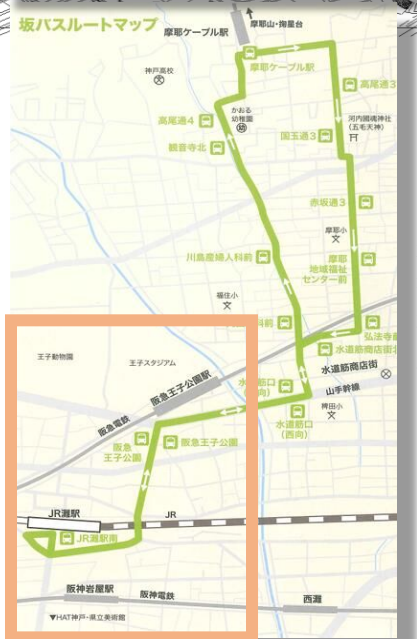 坂バスルートマップ
摩耶ケーブル駅
摩耶山・掬星台
摩耶ケーブル駅
神戸高校
文
高尾通3
かおる
幼稚園
幼
高尾通4
河内國魂神社
(五毛天神)
国玉通3
観音寺北
赤坂通3
摩耶小
文
川島産婦人科前
摩耶
地域福祉
センター前
福住小
文
科前
弘法寺前
水道筋商店街北
王子動物園
王子スタジアム
水道筋商店街
阪急王子公園駅
山手幹線
稗田小
文
阪急電鉄
水道筋口
(西向)
阪急
王子公園
阪急王子公園
JR灘駅
JR
JR灘駅南
阪神岩屋駅
阪神電鉄
西灘
▼HAT神戸・県立美術館